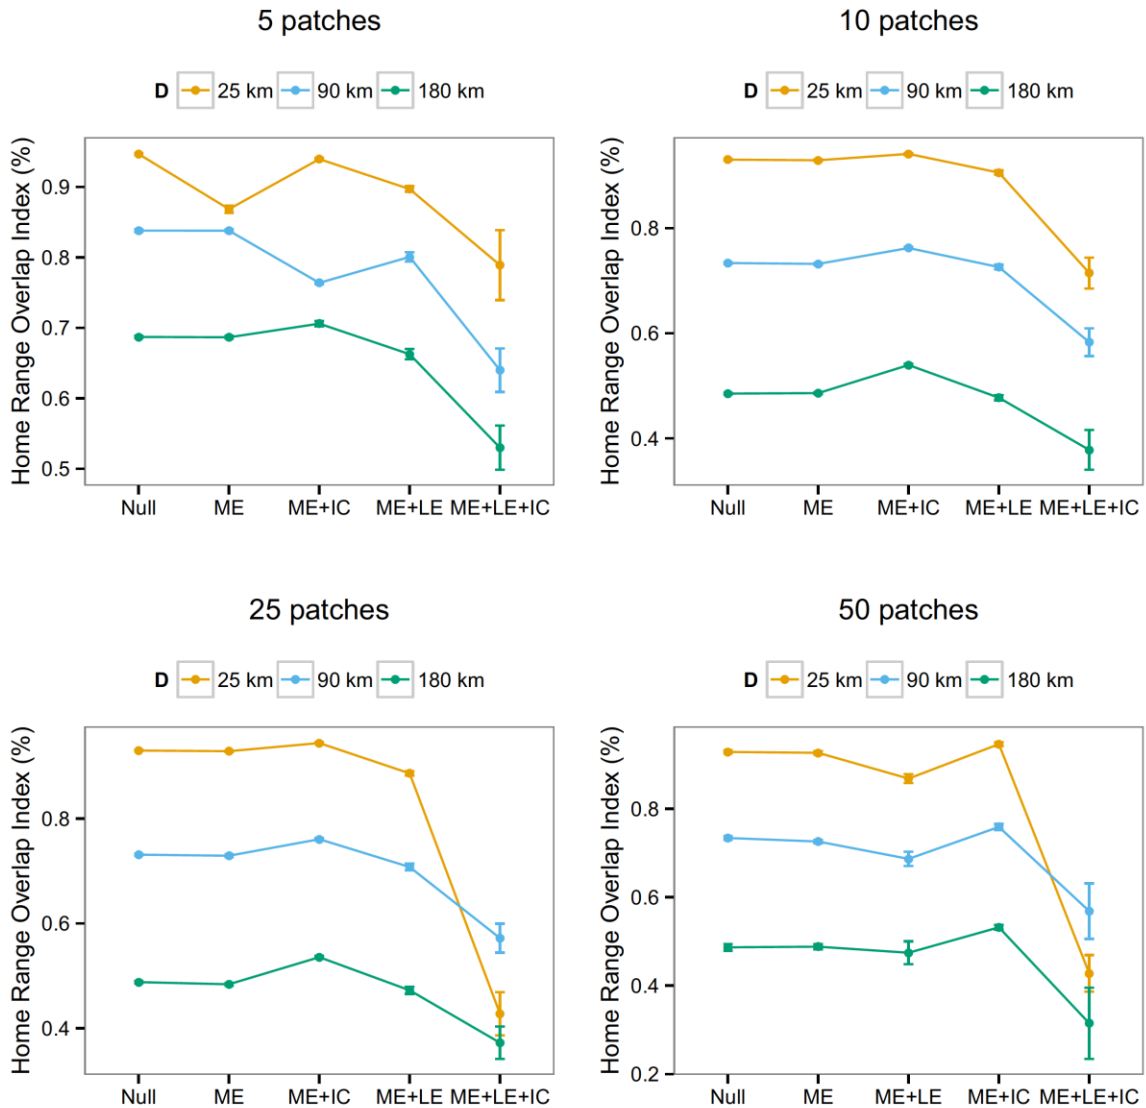 5 patches
D 25 km 90 km 180 km
Home Range Overlap Index (%)
0.9
0.8
0.7
0.6
0.5
Null ME ME+IC ME+LE ME+LE+IC
10 patches
D 25 km 90 km 180 km
Home Range Overlap Index (%)
0.8
0.6
0.4
Null ME ME+IC ME+LE ME+LE+IC
25 patches
D 25 km 90 km 180 km
Home Range Overlap Index (%)
0.8
0.6
0.4
Null ME ME+IC ME+LE ME+LE+IC
50 patches
D 25 km 90 km 180 km
Home Range Overlap Index (%)
0.8
0.6
0.4
0.2
Null ME ME+LE ME+IC ME+LE+IC